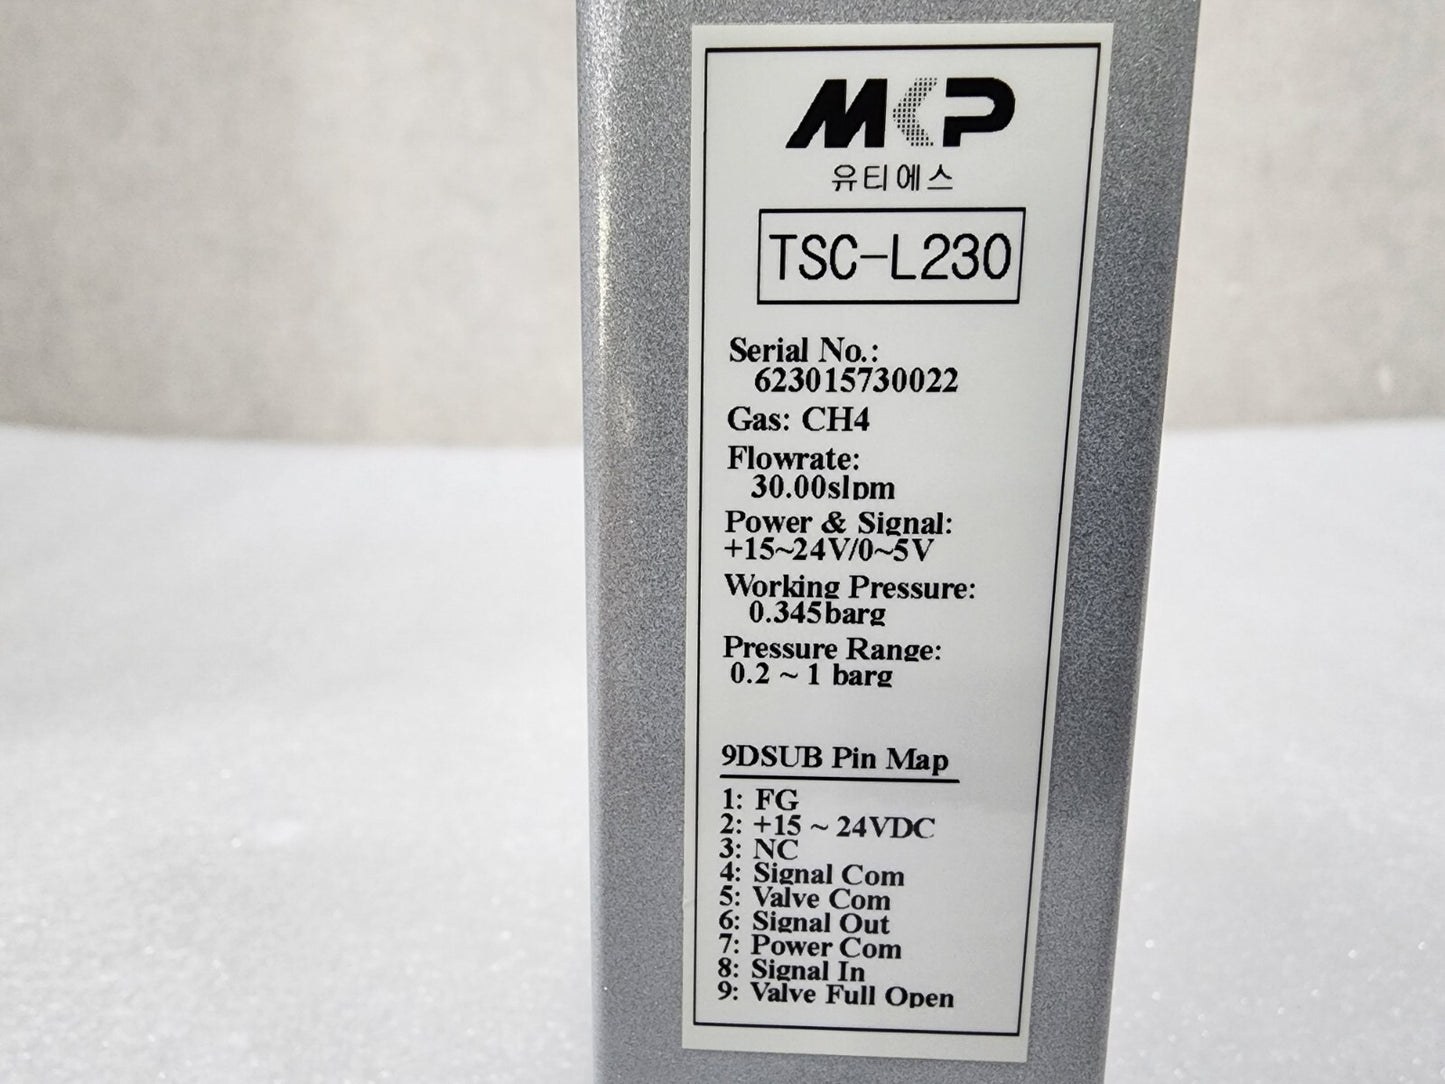 MKP
유티에스
TSC-L230
Serial No.:
623015730022
Gas: CH4
Flowrate:
30.00slpm
Power & Signal:
+15~24V/0~5V
Working Pressure:
0.345barg
Pressure Range:
0.2 ~ 1 barg
9DSUB Pin Map
1: FG
2: +15 ~ 24VDC
3: NC
4: Signal Com
5: Valve Com
6: Signal Out
7: Power Com
8: Signal In
9: Valve Full Open